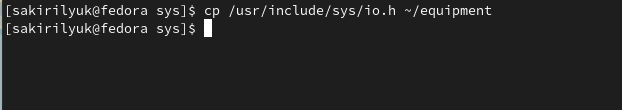 [sakirilyuk@fedora sys]$ cp /usr/include/sys/io.h ~/equipment
[sakirilyuk@fedora sys]$